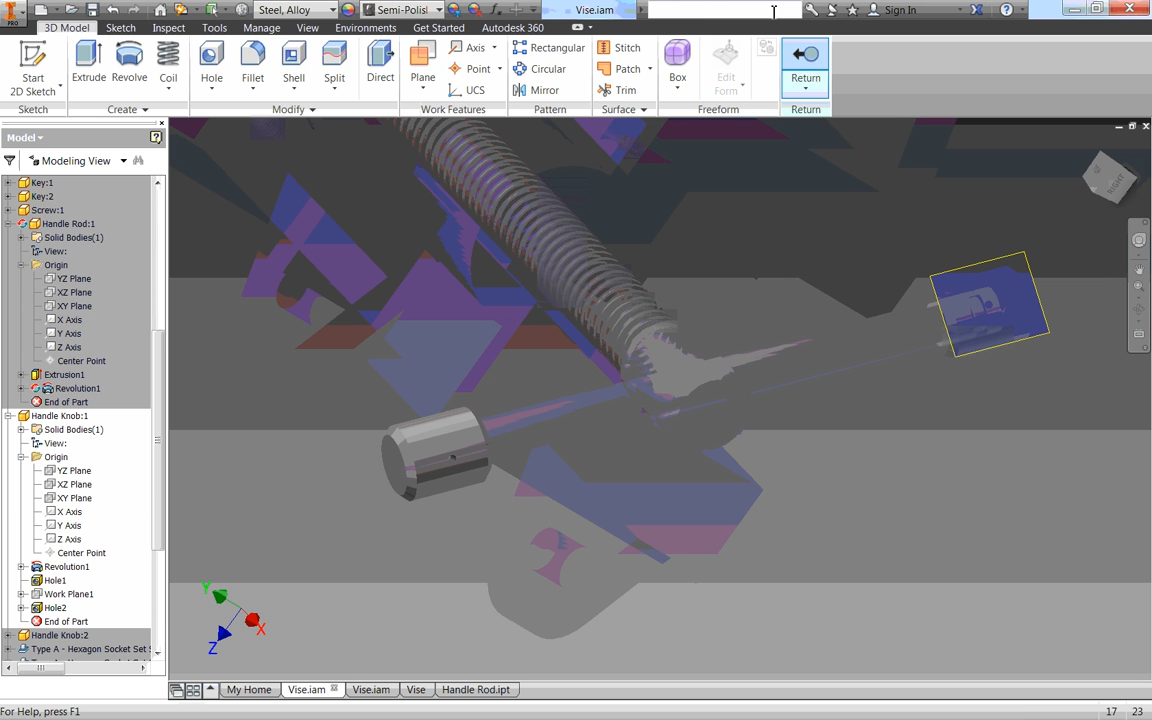 PRO
Steel, Alloy
Semi-Polisl
fx
Vise.iam
Sign In
3D Model
Sketch
Inspect
Tools
Manage
View
Environments
Get Started
Autodesk 360
Start
2D Sketch
Extrude
Revolve
Coil
Hole
Fillet
Shell
Split
Direct
Plane
Axis
Point
UCS
Rectangular
Circular
Mirror
Stitch
Patch
Trim
Box
Edit
Form
Return
Sketch
Create
Modify
Work Features
Pattern
Surface
Freeform
Return
Model
Modeling View
Key:1
Key:2
Screw:1
Handle Rod:1
Solid Bodies(1)
View:
Origin
YZ Plane
XZ Plane
XY Plane
X Axis
Y Axis
Z Axis
Center Point
Extrusion1
Revolution1
End of Part
Handle Knob:1
Solid Bodies(1)
View:
Origin
YZ Plane
XZ Plane
XY Plane
X Axis
Y Axis
Z Axis
Center Point
Revolution1
Hole1
Work Plane1
Hole2
End of Part
Handle Knob:2
Type A - Hexagon Socket Set S
RIGHT
Y
X
Z
My Home
Vise.iam
Vise.iam
Vise
Handle Rod.ipt
For Help, press F1
17
23